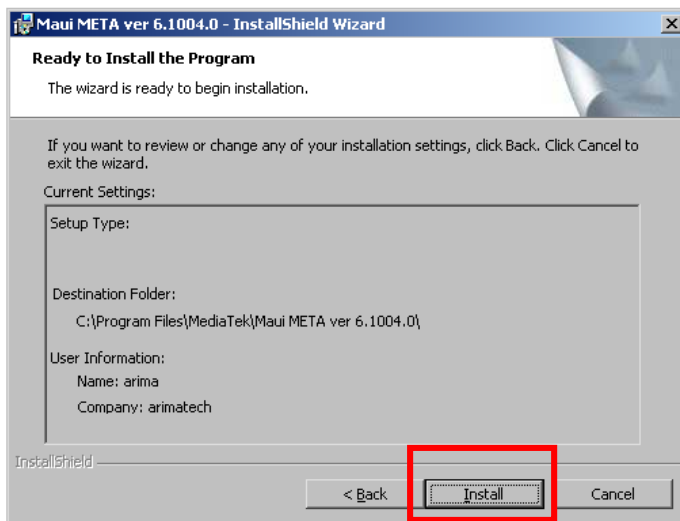 Maui META ver 6.1004.0 - InstallShield Wizard
Ready to Install the Program
The wizard is ready to begin installation.
If you want to review or change any of your installation settings, click Back. Click Cancel to
exit the wizard.
Current Settings:
Setup Type:
Destination Folder:
C:\Program Files\MediaTek\Maui META ver 6.1004.0\
User Information:
Name: arima
Company: arimatech
InstallShield
< Back
Install
Cancel